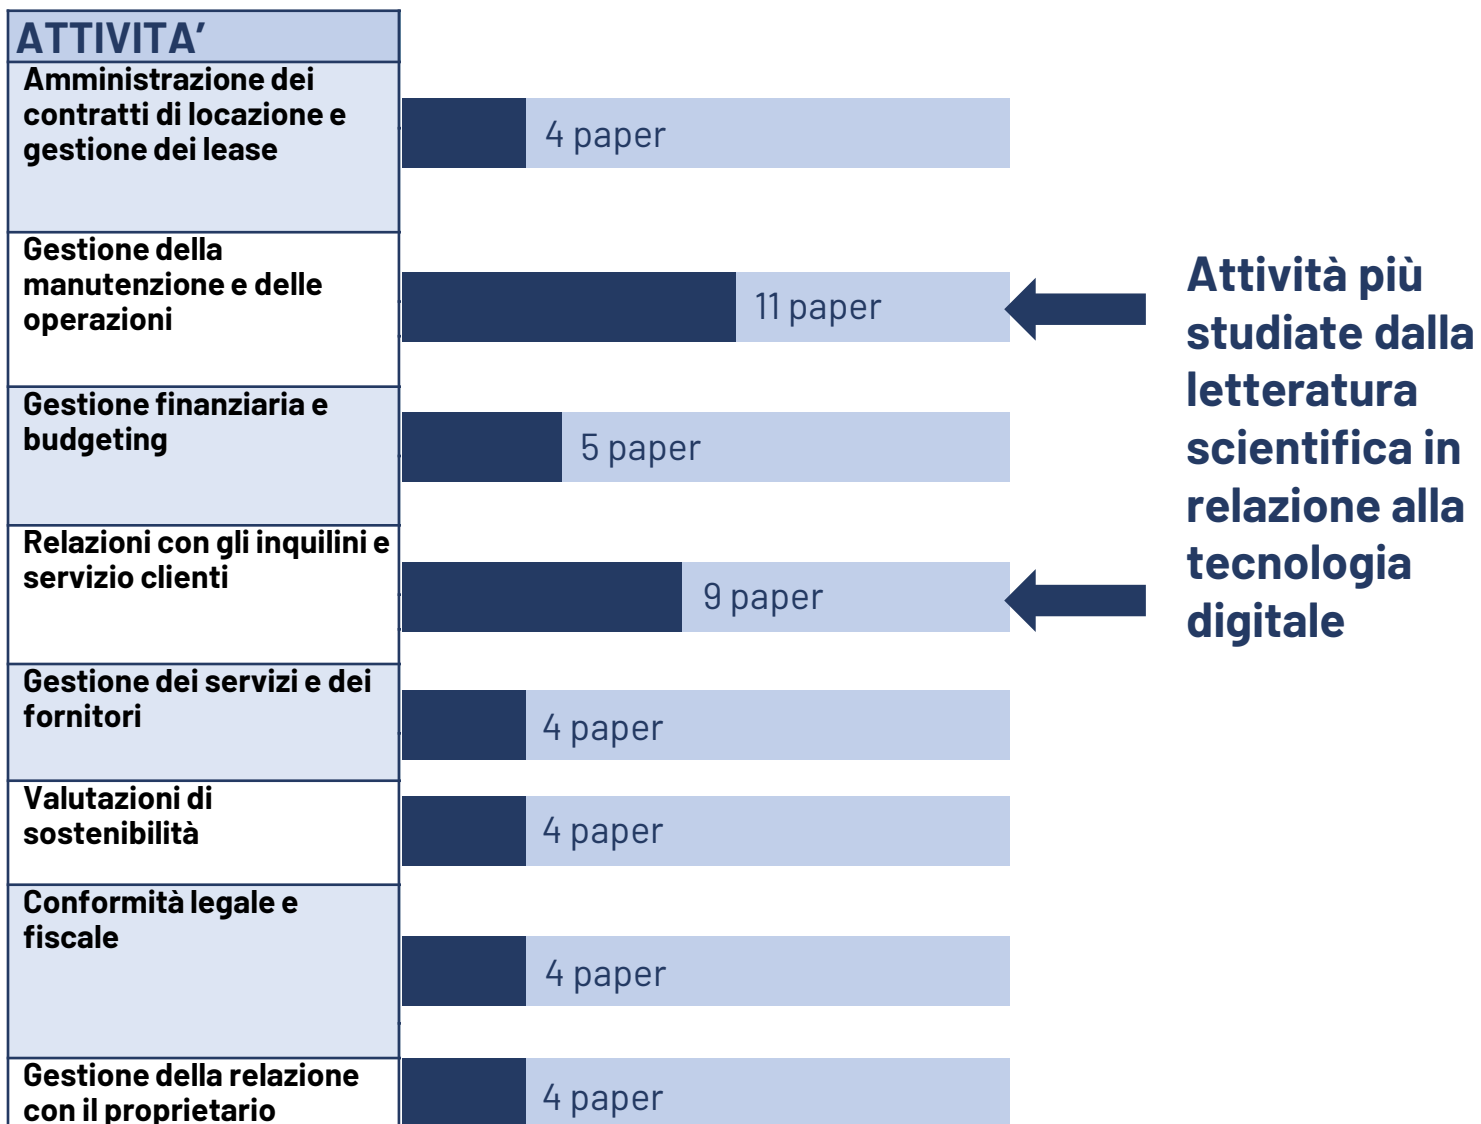 ATTIVITA’
Amministrazione dei
contratti di locazione e
gestione dei lease
4 paper
Gestione della
manutenzione e delle
operazioni
11 paper
Gestione finanziaria e
budgeting
5 paper
Relazioni con gli inquilini e
servizio clienti
9 paper
Gestione dei servizi e dei
fornitori
4 paper
Valutazioni di
sostenibilità
4 paper
Conformità legale e
fiscale
4 paper
Gestione della relazione
con il proprietario
4 paper
Attività più
studiate dalla
letteratura
scientifica in
relazione alla
tecnologia
digitale